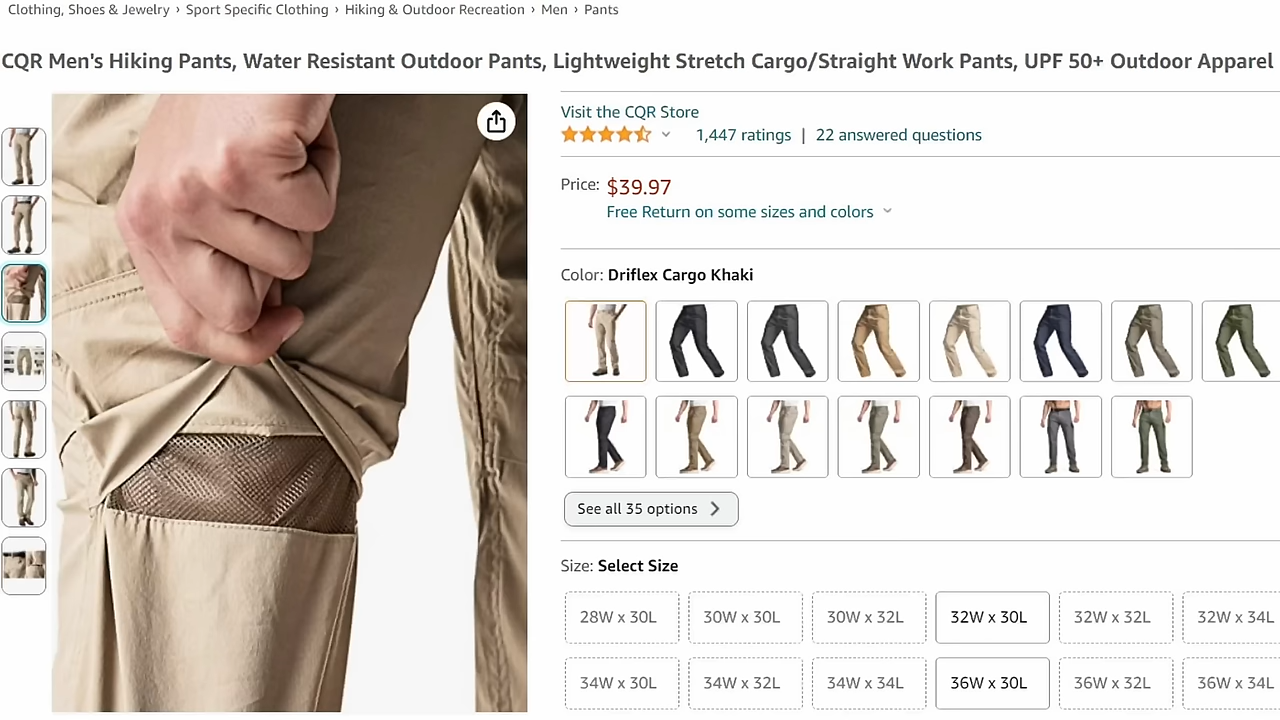 Clothing, Shoes & Jewelry › Sport Specific Clothing › Hiking & Outdoor Recreation › Men › Pants
CQR Men's Hiking Pants, Water Resistant Outdoor Pants, Lightweight Stretch Cargo/Straight Work Pants, UPF 50+ Outdoor Apparel
Visit the CQR Store
1,447 ratings | 22 answered questions
Price: $39.97
Free Return on some sizes and colors
Color: Driflex Cargo Khaki
See all 35 options
Size: Select Size
28W x 30L 30W x 30L 30W x 32L 32W x 30L 32W x 32L 32W x 34L
34W x 30L 34W x 32L 34W x 34L 36W x 30L 36W x 32L 36W x 34L